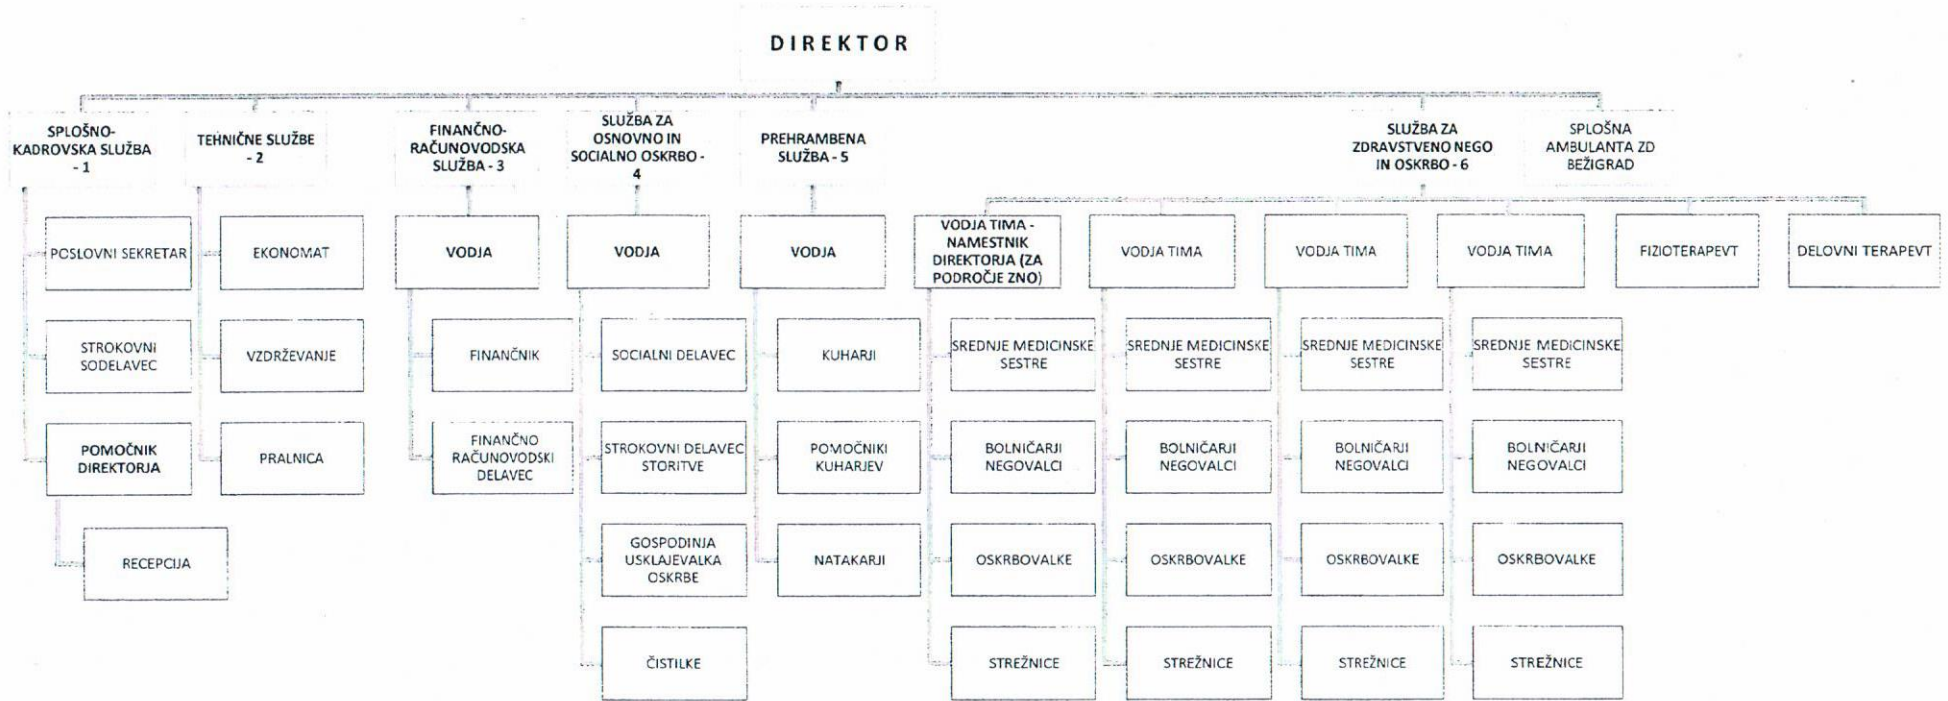 DIREKTOR
SPLOŠNO-
KADROVSKA SLUŽBA
- 1
TEHNIČNE SLUŽBE
- 2
FINANČNO-
RAČUNOVODSKA
SLUŽBA - 3
SLUŽBA ZA
OSNOVNO IN
SOCIALNO OSKRBO -
4
PREHRAMBENA
SLUŽBA - 5
SLUŽBA ZA
ZDRAVSTVENO NEGO
IN OSKRBO - 6
SPLOŠNA
AMBULANTA ZD
BEŽIGRAD
POSLOVNI SEKRETAR
EKONOMAT
VODJA
VODJA
VODJA
VODJA TIMA -
NAMESTNIK
DIREKTORJA (ZA
PODROČJE ZNO)
VODJA TIMA
VODJA TIMA
VODJA TIMA
FIZIOTERAPEVT
DELOVNI TERAPEVT
STROKOVNI
SODELAVEC
VZDRŽEVANJE
FINANČNIK
SOCIALNI DELAVEC
KUHARJI
SREDNJE MEDICINSKE
SESTRE
SREDNJE MEDICINSKE
SESTRE
SREDNJE MEDICINSKE
SESTRE
SREDNJE MEDICINSKE
SESTRE
POMOČNIK
DIREKTORJA
PRALNICA
FINANČNO
RAČUNOVODSKI
DELAVEC
STROKOVNI DELAVEC
STORITVE
POMOČNIKI
KUHARJEV
BOLNIČARJI
NEGOVALCI
BOLNIČARJI
NEGOVALCI
BOLNIČARJI
NEGOVALCI
BOLNIČARJI
NEGOVALCI
RECEPCIJA
GOSPODINJA
USKLAJEVALKA
OSKRBE
NATAKARJI
OSKRBOVALKE
OSKRBOVALKE
OSKRBOVALKE
OSKRBOVALKE
ČISTILKE
STREŽNICE
STREŽNICE
STREŽNICE
STREŽNICE